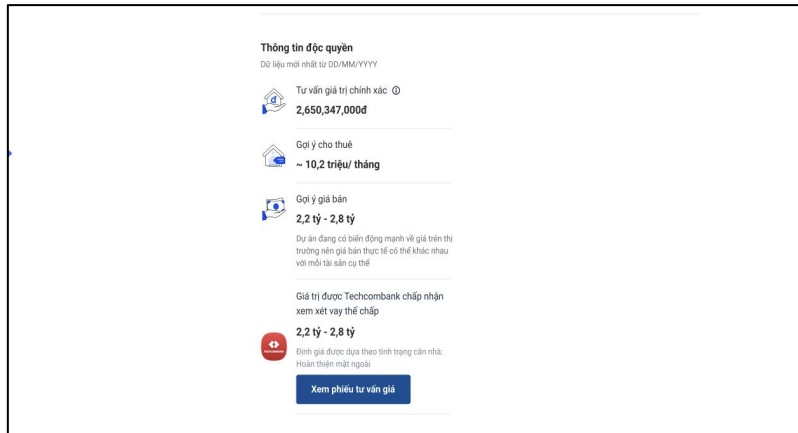 Thông tin độc quyền
Dữ liệu mới nhất từ DD/MM/YYYY
Tư vấn giá trị chính xác
2,650,347,000đ
Gợi ý cho thuê
~ 10,2 triệu/ tháng
Gợi ý giá bán
2,2 tỷ - 2,8 tỷ
Dự án đang có biến động mạnh về giá trên thị
trường nên giá bán thực tế có thể khác nhau
với mỗi tài sản cụ thể
Giá trị được Techcombank chấp nhận
xem xét vay thế chấp
2,2 tỷ - 2,8 tỷ
TECHCOMBANK
Định giá được dựa theo tình trạng căn nhà:
Hoàn thiện mặt ngoài
Xem phiếu tư vấn giá